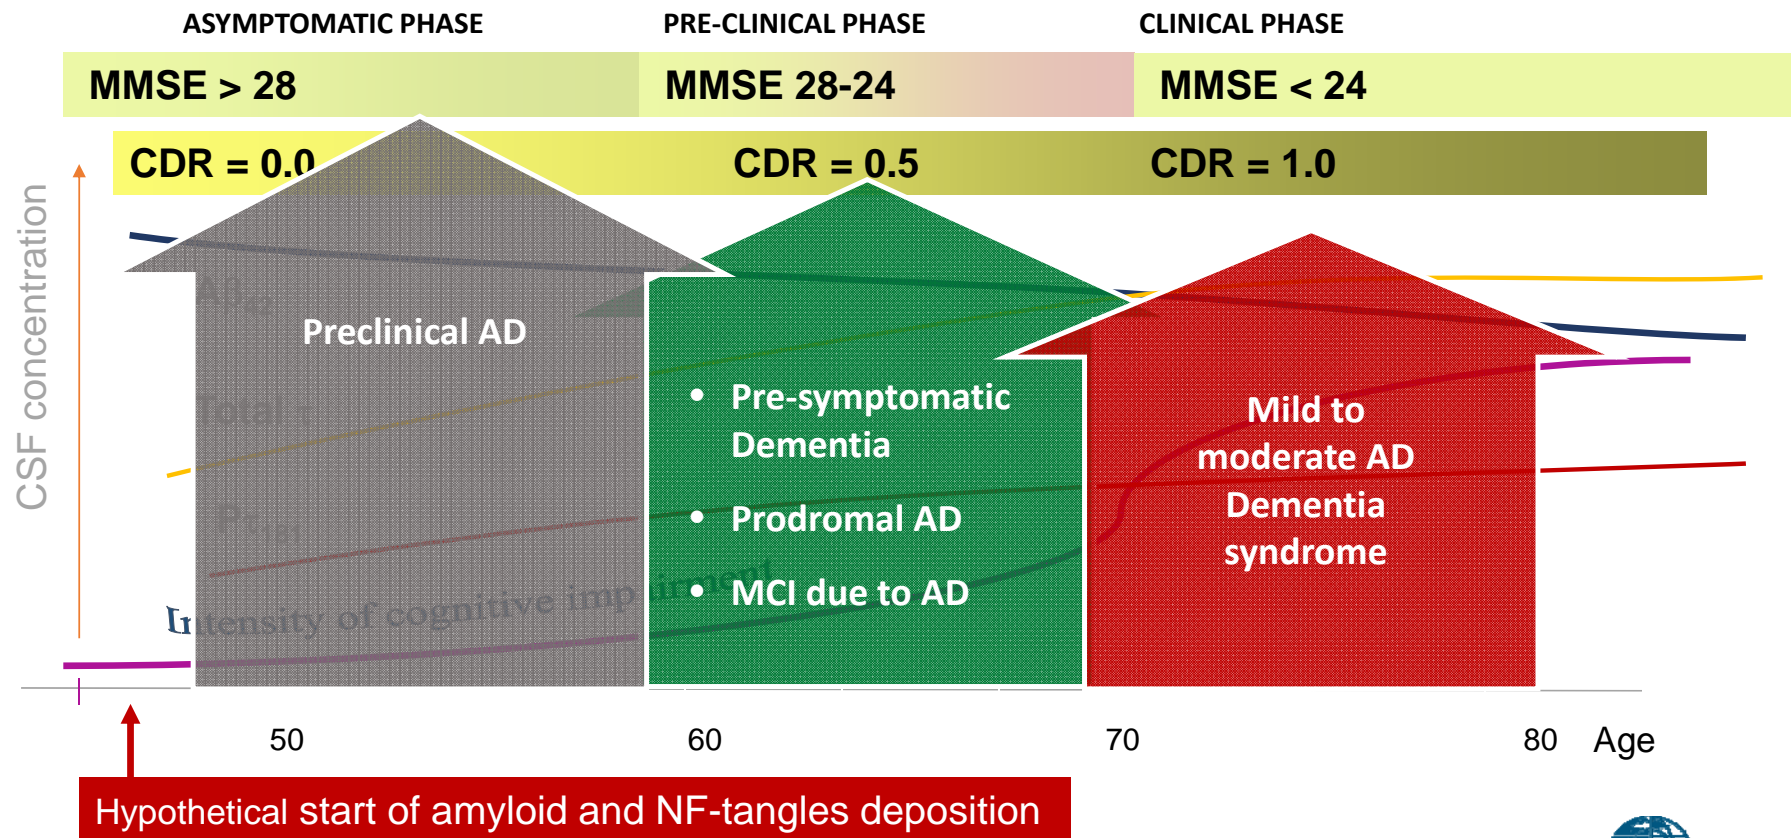 ASYMPTOMATIC PHASE
PRE-CLINICAL PHASE
CLINICAL PHASE
MMSE > 28
MMSE 28-24
MMSE < 24
CDR = 0.0
CDR = 0.5
CDR = 1.0
CSF concentration
Aβ42
Preclinical AD
Total
• Pre-symptomatic
Dementia
• Prodromal AD
• MCI due to AD
Mild to
moderate AD
Dementia
syndrome
Intensity of cognitive impairment
50
60
70
80
Age
Hypothetical start of amyloid and NF-tangles deposition